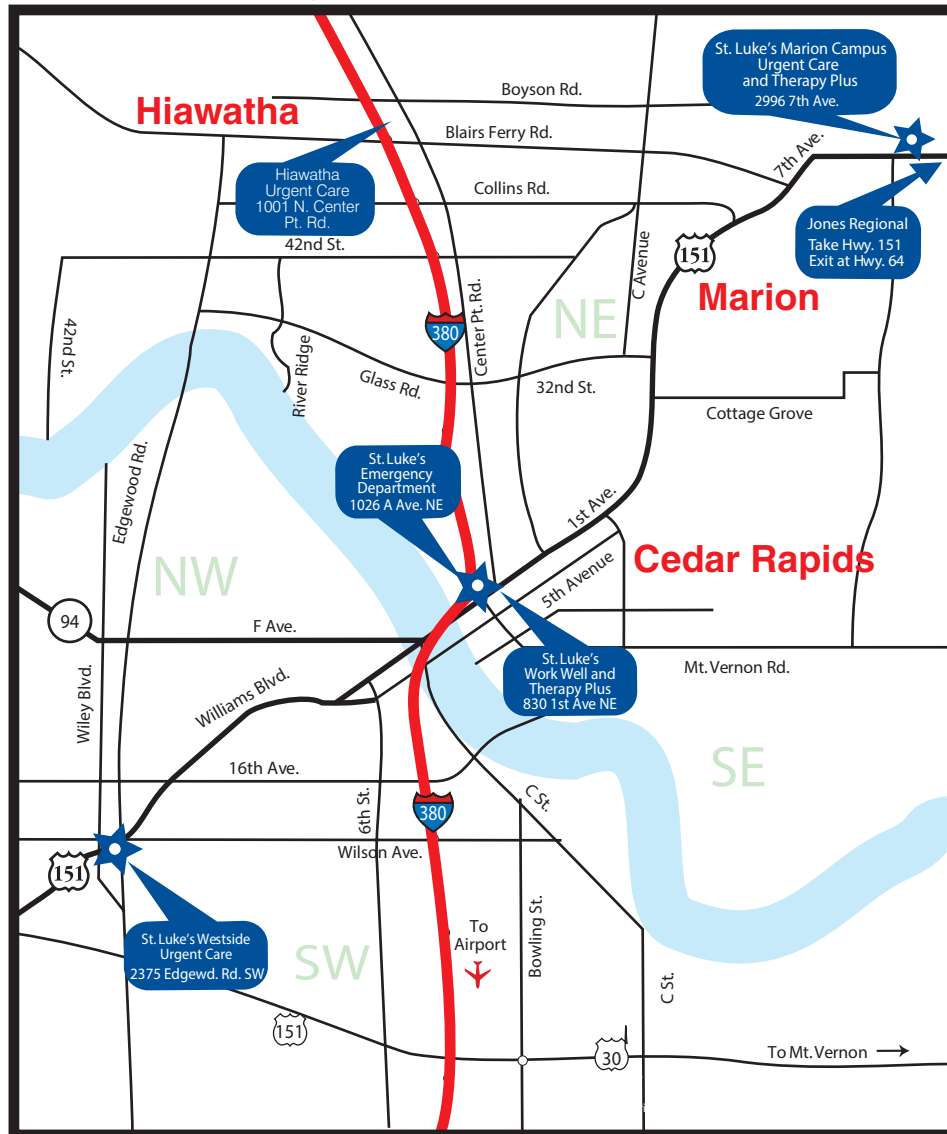 St. Luke's Marion Campus
Urgent Care
and Therapy Plus
2996 7th Ave.
Boyson Rd.
Hiawatha
Blairs Ferry Rd.
7th Ave.
Hiawatha
Urgent Care
1001 N. Center
Pt. Rd.
Collins Rd.
Jones Regional
Take Hwy. 151
Exit at Hwy. 64
42nd St.
C Avenue
151
Marion
NE
42nd St.
380
Center Pt. Rd.
River Ridge
Glass Rd.
32nd St.
Cottage Grove
Edgewood Rd.
St. Luke's
Emergency
Department
1026 A Ave. NE
1st Ave.
Cedar Rapids
NW
5th Avenue
94
F Ave.
St. Luke's
Work Well and
Therapy Plus
830 1st Ave NE
Mt. Vernon Rd.
Wiley Blvd.
Williams Blvd.
SE
16th Ave.
6th St.
380
C St.
Wilson Ave.
151
St. Luke's Westside
Urgent Care
2375 Edgewd. Rd. SW
SW
To
Airport
Bowling St.
C St.
151
30
To Mt. Vernon